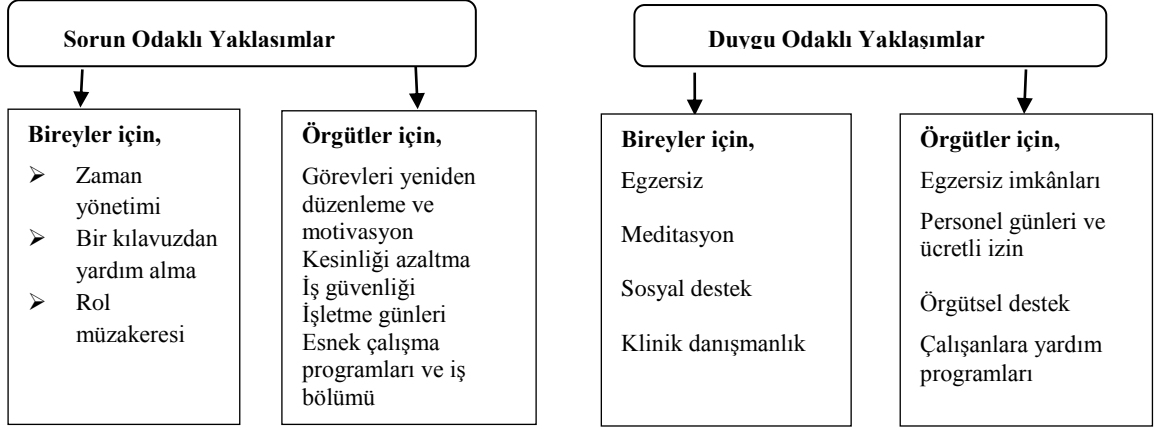 Sorun Odaklı Yaklasımlar
Bireyler için,
➢ Zaman
yönetimi
➢ Bir kılavuzdan
yardım alma
➢ Rol
müzakeresi
Örgütler için,
Görevleri yeniden
düzenleme ve
motivasyon
Kesinliği azaltma
İş güvenliği
İşletme günleri
Esnek çalışma
programları ve iş
bölümü
Duygu Odaklı Yaklaşımlar
Bireyler için,
Egzersiz
Meditasyon
Sosyal destek
Klinik danışmanlık
Örgütler için,
Egzersiz imkânları
Personel günleri ve
ücretli izin
Örgütsel destek
Çalışanlara yardım
programları